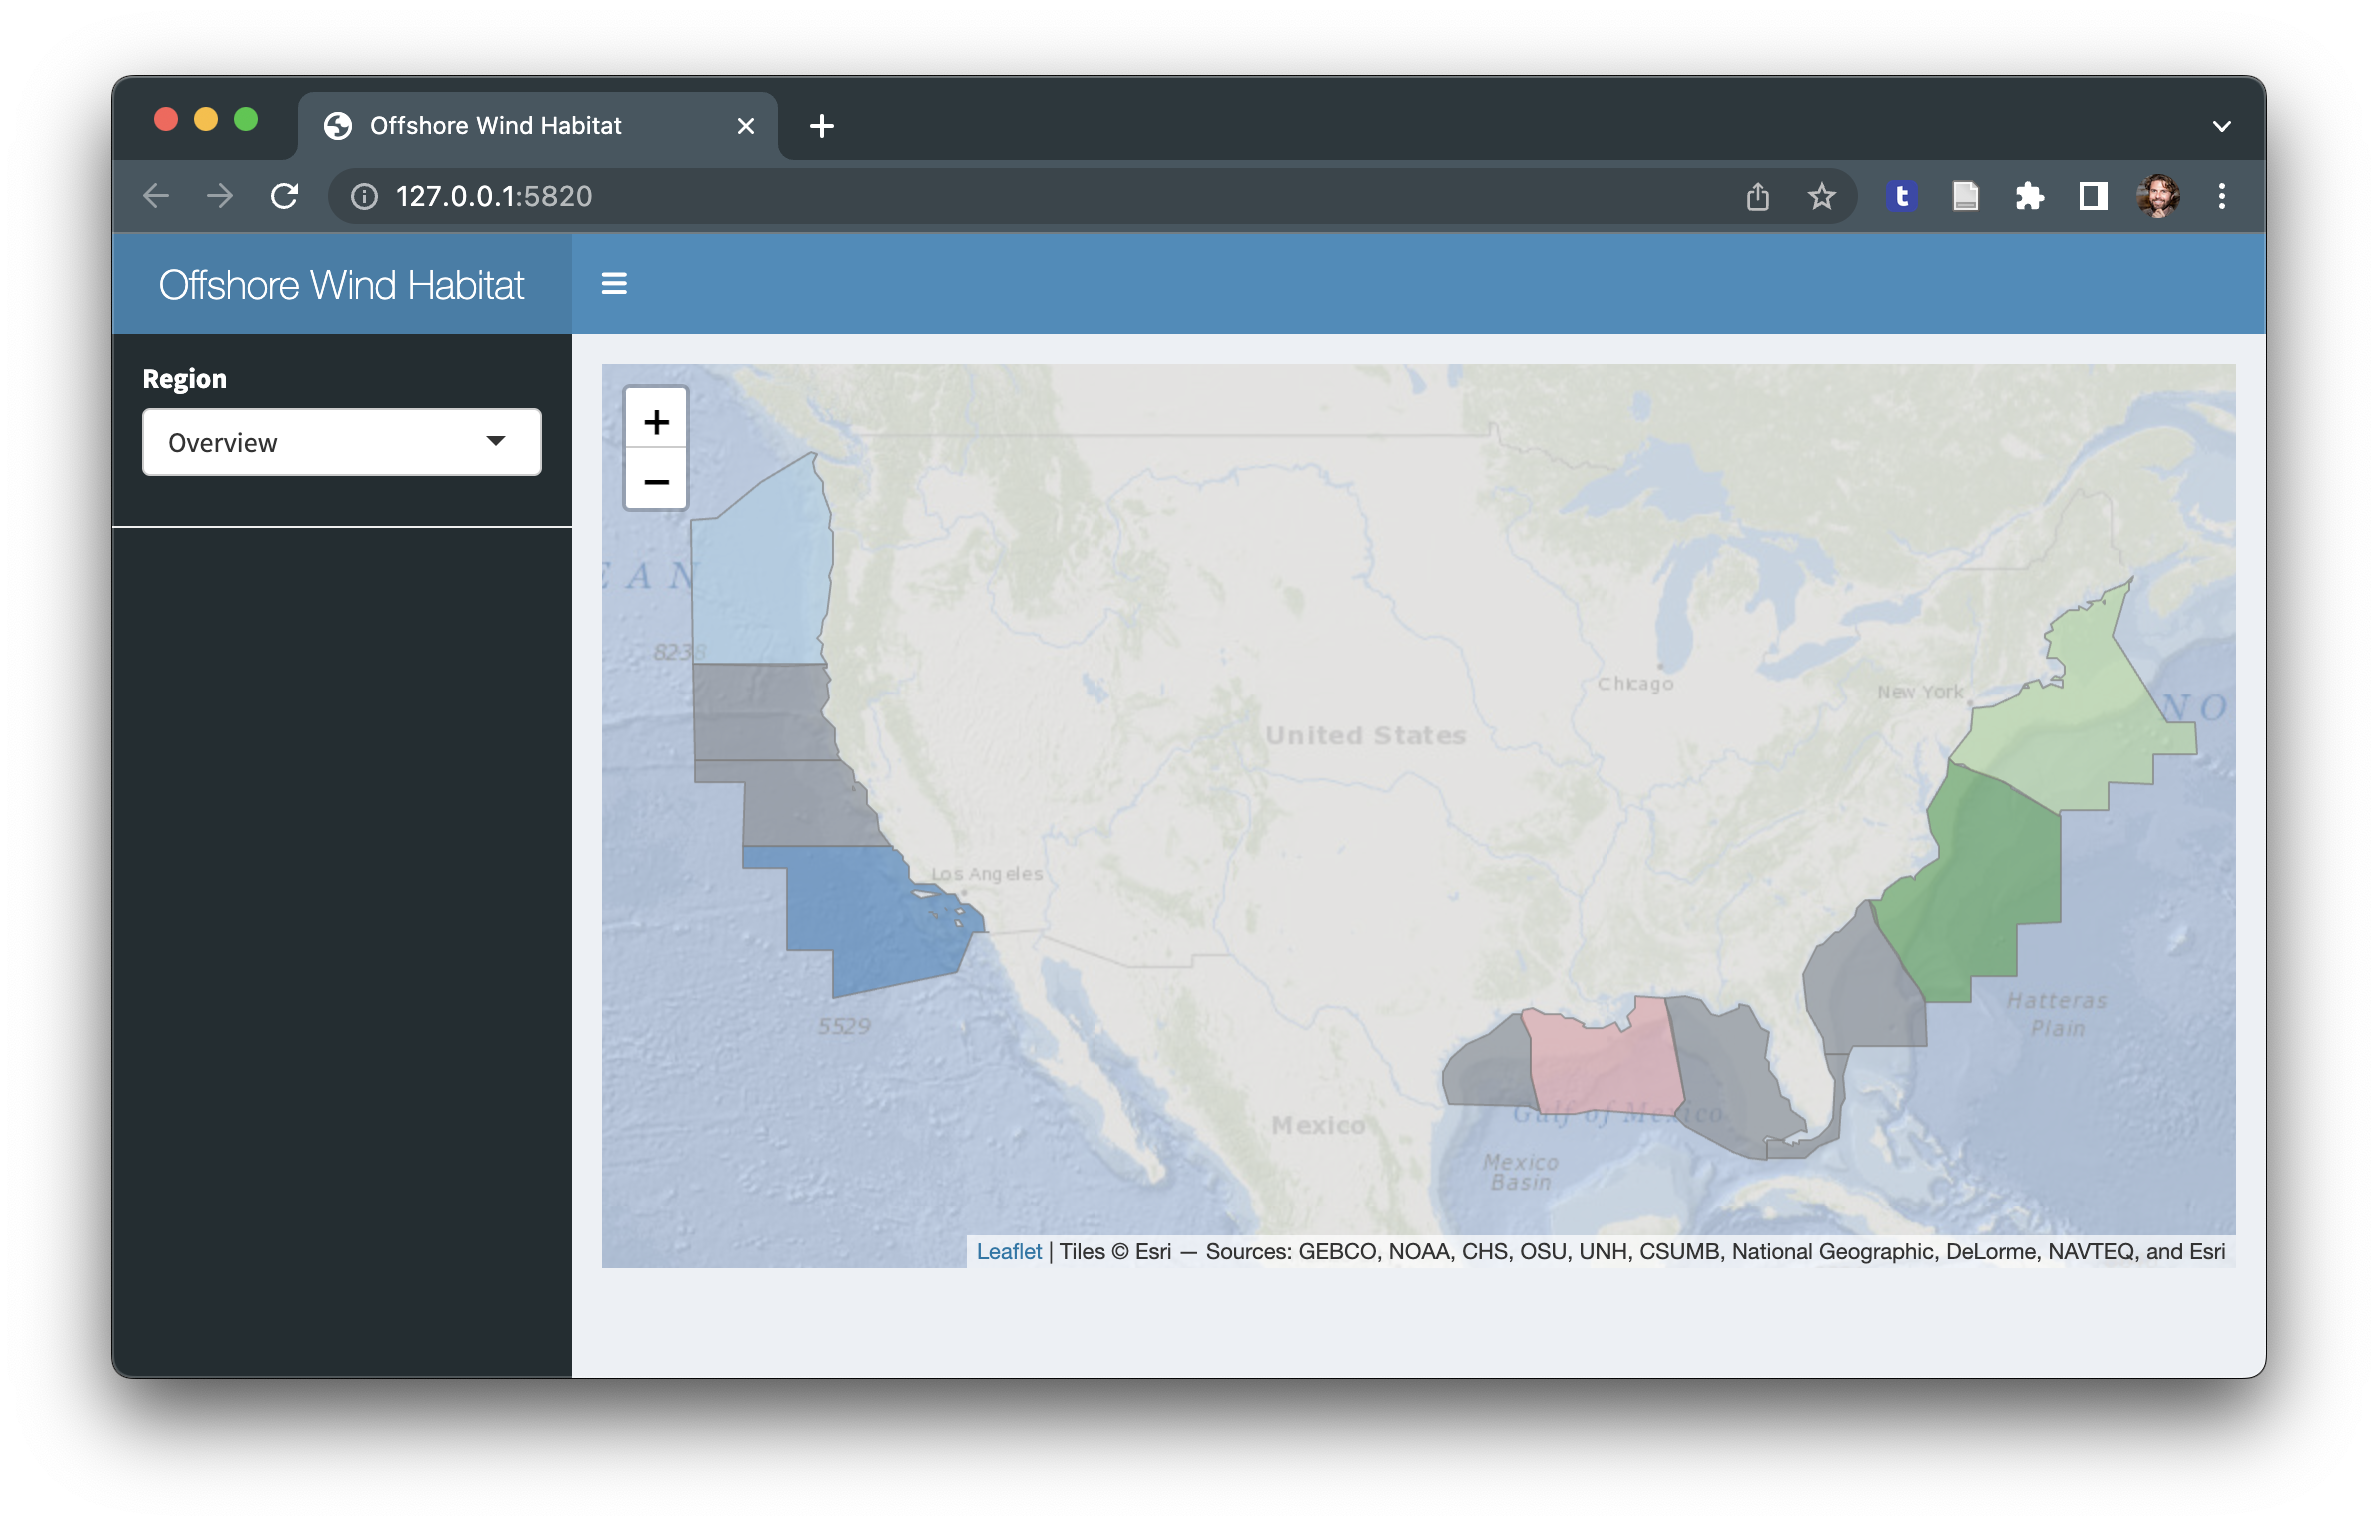 Offshore Wind Habitat
127.0.0.1:5820
t
Offshore Wind Habitat
Region
Overview
+
−
EAN
8238
Chicago
New York
NO
United States
Los Angeles
5529
Hatteras
Plain
Gulf of Mexico
Mexico
Mexico
Basin
Leaflet | Tiles © Esri — Sources: GEBCO, NOAA, CHS, OSU, UNH, CSUMB, National Geographic, DeLorme, NAVTEQ, and Esri